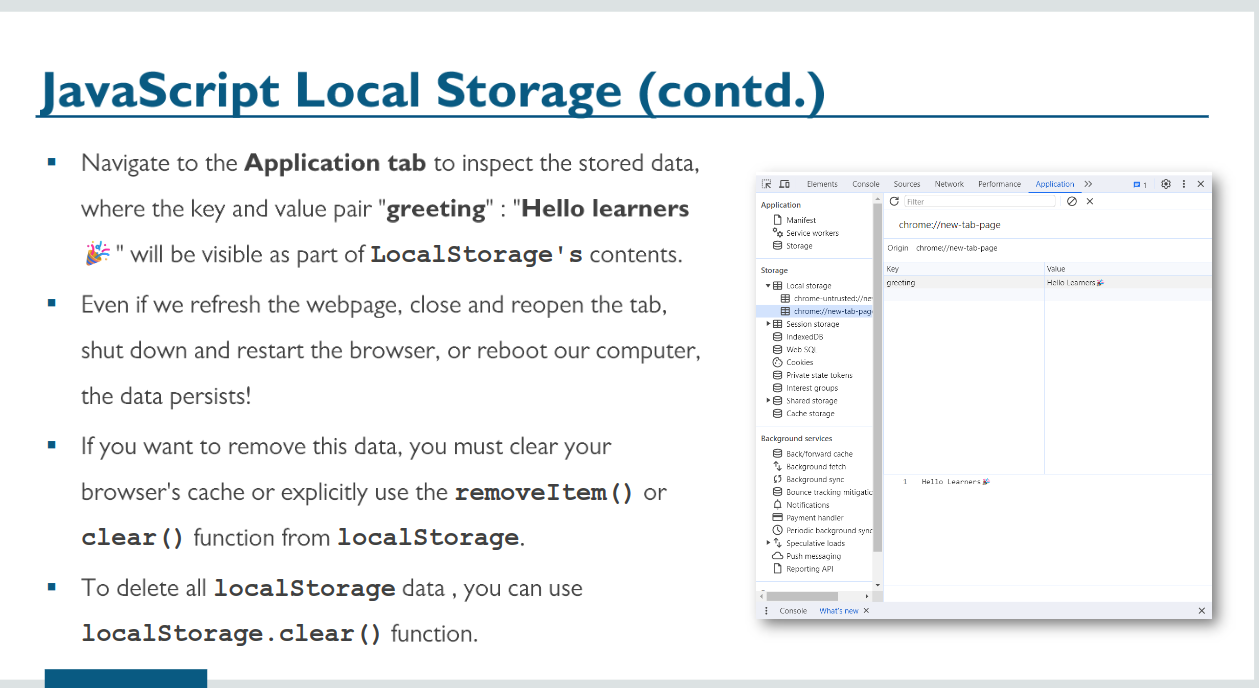 JavaScript Local Storage (contd.)
▪ Navigate to the Application tab to inspect the stored data,
where the key and value pair "greeting" : "Hello learners
🎉 " will be visible as part of LocalStorage's contents.
▪ Even if we refresh the webpage, close and reopen the tab,
shut down and restart the browser, or reboot our computer,
the data persists!
▪ If you want to remove this data, you must clear your
browser's cache or explicitly use the removeItem() or
clear() function from localStorage.
▪ To delete all localStorage data , you can use
localStorage.clear() function.
Elements Console Sources Network Performance Application 1
Application
Manifest
Service workers
Storage
Storage
Local storage
chrome-untrusted://ne
chrome://new-tab-pag
Session storage
IndexedDB
Web SQL
Cookies
Private state tokens
Interest groups
Shared storage
Cache storage
Background services
Back/forward cache
Background fetch
Background sync
Bounce tracking mitigatic
Notifications
Payment handler
Periodic background sync
Speculative loads
Push messaging
Reporting API
Filter
chrome://new-tab-page
Origin chrome://new-tab-page
Key Value
greeting Hello Learners🎉
1 Hello Learners🎉
Console What's new